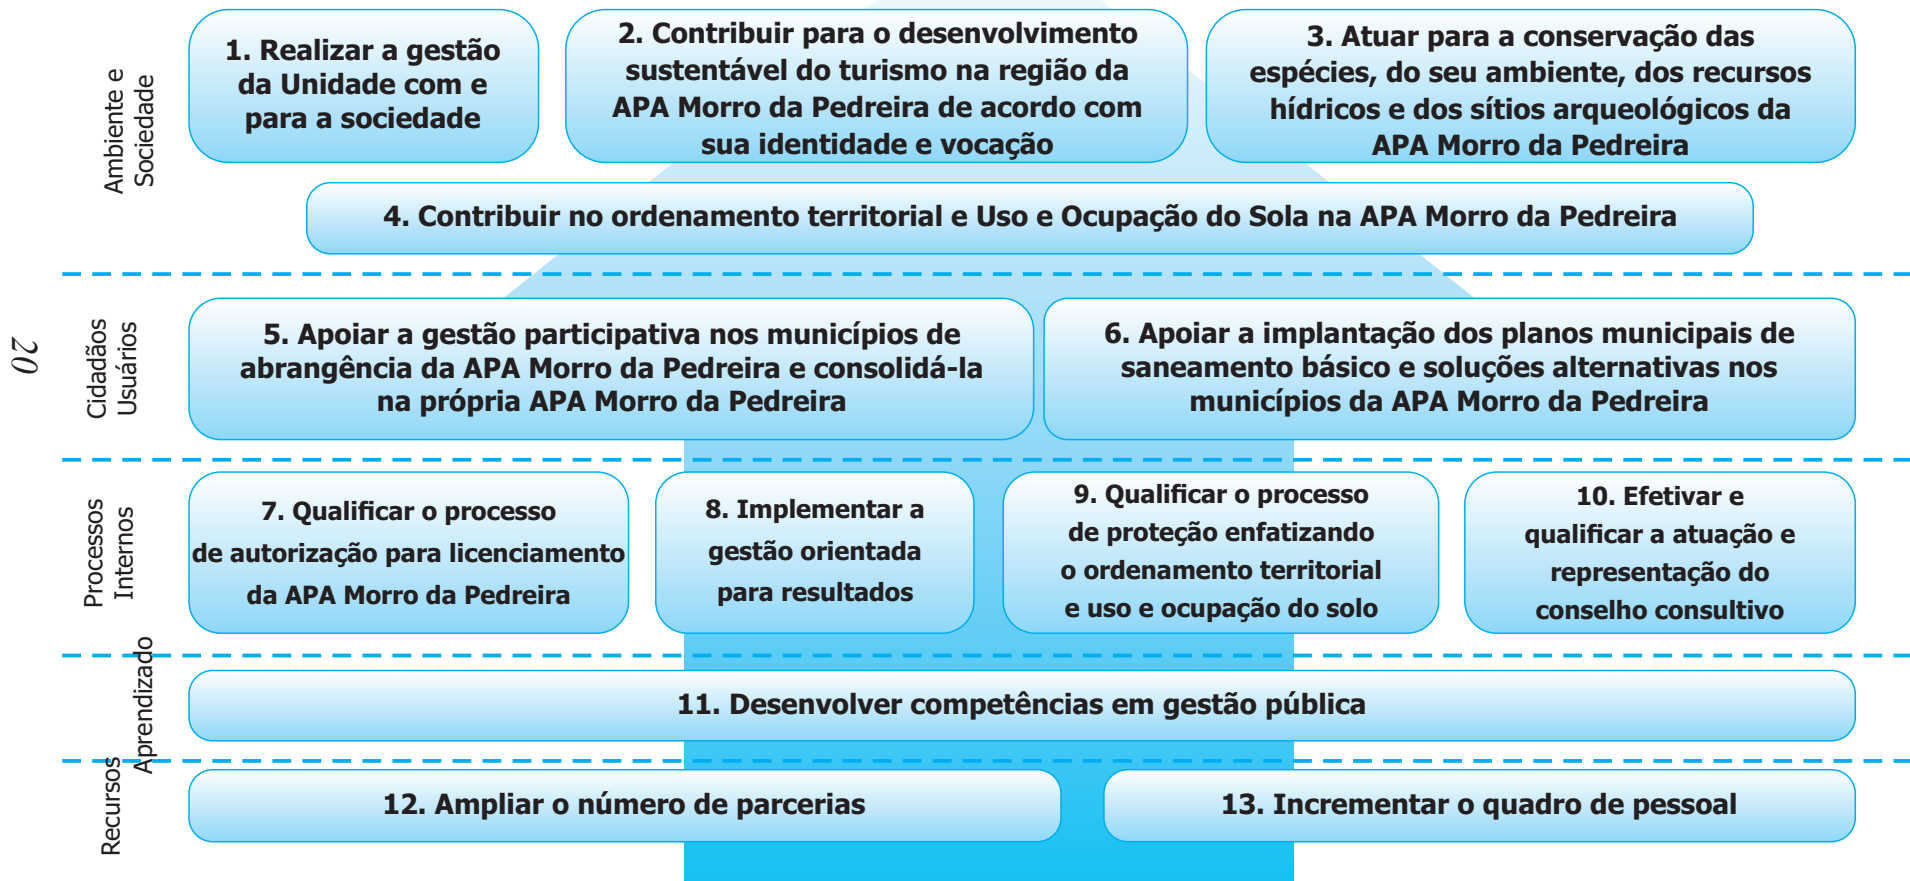 Ambiente e
Sociedade
1. Realizar a gestão
da Unidade com e
para a sociedade
2. Contribuir para o desenvolvimento
sustentável do turismo na região da
APA Morro da Pedreira de acordo com
sua identidade e vocação
3. Atuar para a conservação das
espécies, do seu ambiente, dos recursos
hídricos e dos sítios arqueológicos da
APA Morro da Pedreira
4. Contribuir no ordenamento territorial e Uso e Ocupação do Sola na APA Morro da Pedreira
20
Cidadãos
Usuários
5. Apoiar a gestão participativa nos municípios de
abrangência da APA Morro da Pedreira e consolidá-la
na própria APA Morro da Pedreira
6. Apoiar a implantação dos planos municipais de
saneamento básico e soluções alternativas nos
municípios da APA Morro da Pedreira
Processos
Internos
7. Qualificar o processo
de autorização para licenciamento
da APA Morro da Pedreira
8. Implementar a
gestão orientada
para resultados
9. Qualificar o processo
de proteção enfatizando
o ordenamento territorial
e uso e ocupação do solo
10. Efetivar e
qualificar a atuação e
representação do
conselho consultivo
Aprendizado
11. Desenvolver competências em gestão pública
Recursos
12. Ampliar o número de parcerias
13. Incrementar o quadro de pessoal